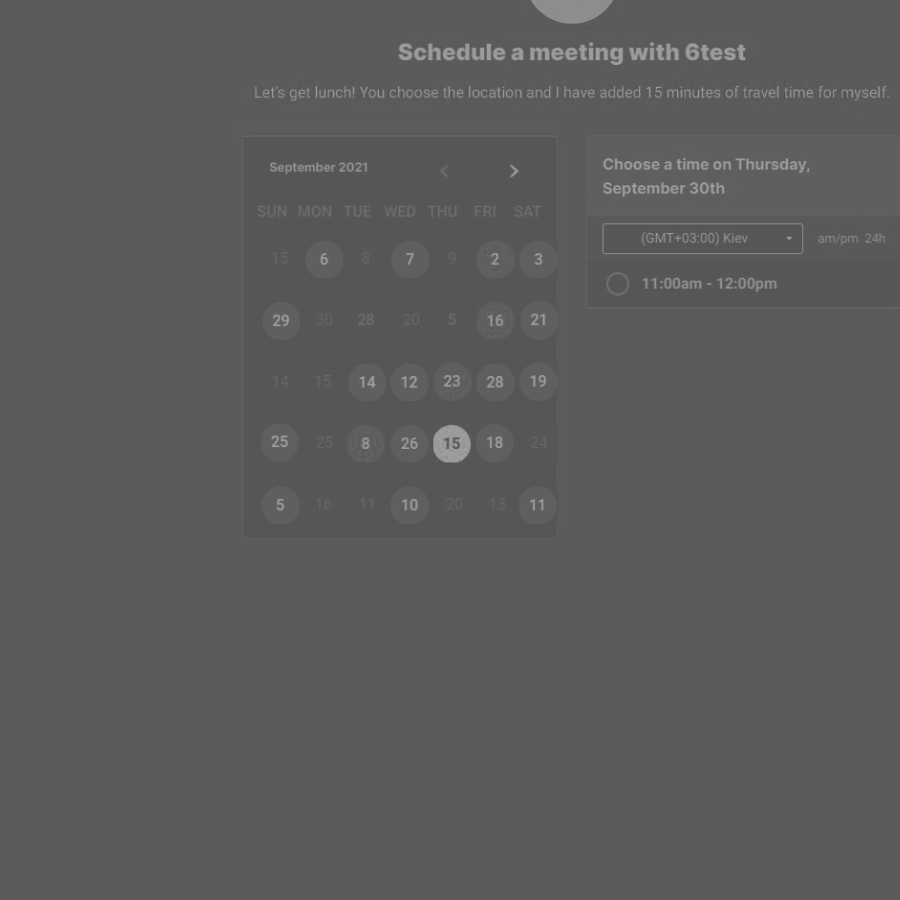 Schedule a meeting with 6test
Let's get lunch! You choose the location and I have added 15 minutes of travel time for myself.
September 2021
SUN MON TUE WED THU FRI SAT
15 6 8 7 9 2 3
29 30 28 20 5 16 21
14 15 14 12 23 28 19
25 25 8 26 15 18 24
5 16 11 10 20 13 11
Choose a time on Thursday,
September 30th
(GMT+03:00) Kiev am/pm 24h
11:00am - 12:00pm